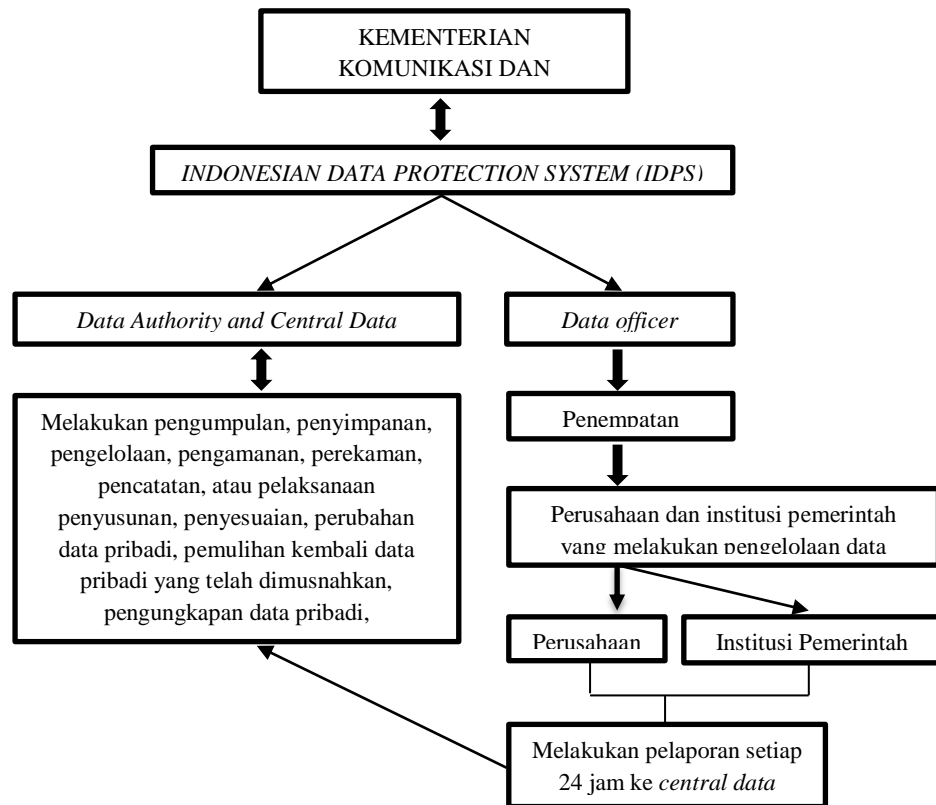 KEMENTERIAN
KOMUNIKASI DAN
INDONESIAN DATA PROTECTION SYSTEM (IDPS)
Data Authority and Central Data
Data officer
Melakukan pengumpulan, penyimpanan,
pengelolaan, pengamanan, perekaman,
pencatatan, atau pelaksanaan
penyusunan, penyesuaian, perubahan
data pribadi, pemulihan kembali data
pribadi yang telah dimusnahkan,
pengungkapan data pribadi,
Penempatan
Perusahaan dan institusi pemerintah
yang melakukan pengelolaan data
Perusahaan
Institusi Pemerintah
Melakukan pelaporan setiap
24 jam ke central data